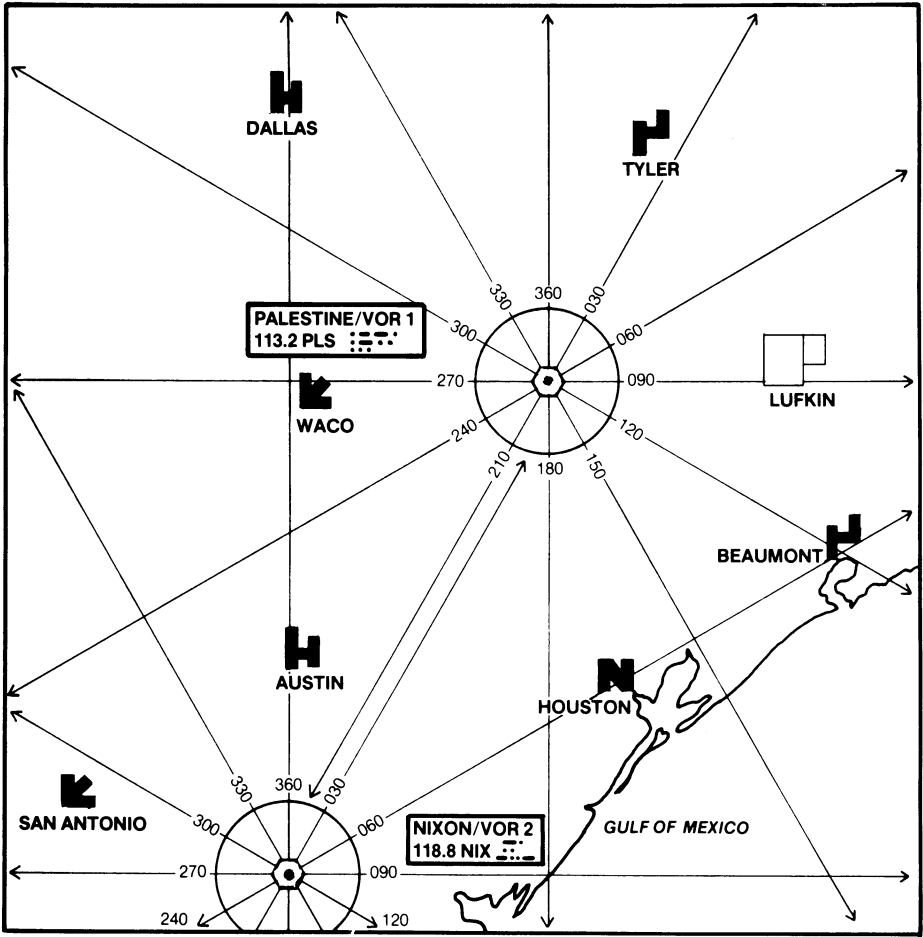 DALLAS
TYLER
330
360
030
PALESTINE/VOR 1
113.2 PLS
300
060
270
090
LUFKIN
WACO
240
120
210
180
150
BEAUMONT
AUSTIN
HOUSTON
SAN ANTONIO
330
360
030
300
060
NIXON/VOR 2
118.8 NIX
GULF OF MEXICO
270
090
240
120